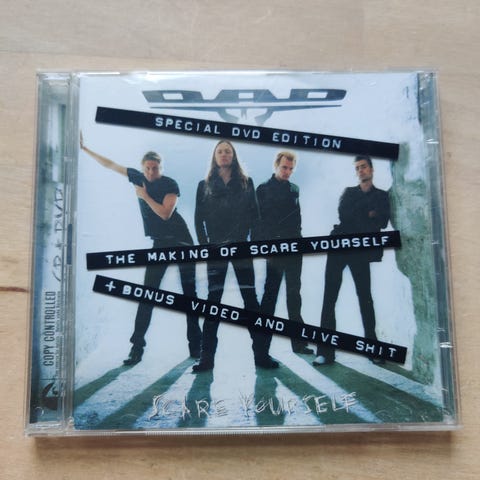 D.A.D
SPECIAL DVD EDITION
THE MAKING OF SCARE YOURSELF
+ BONUS VIDEO AND LIVE SHIT
SCARE YOURSELF
COPY CONTROLLED